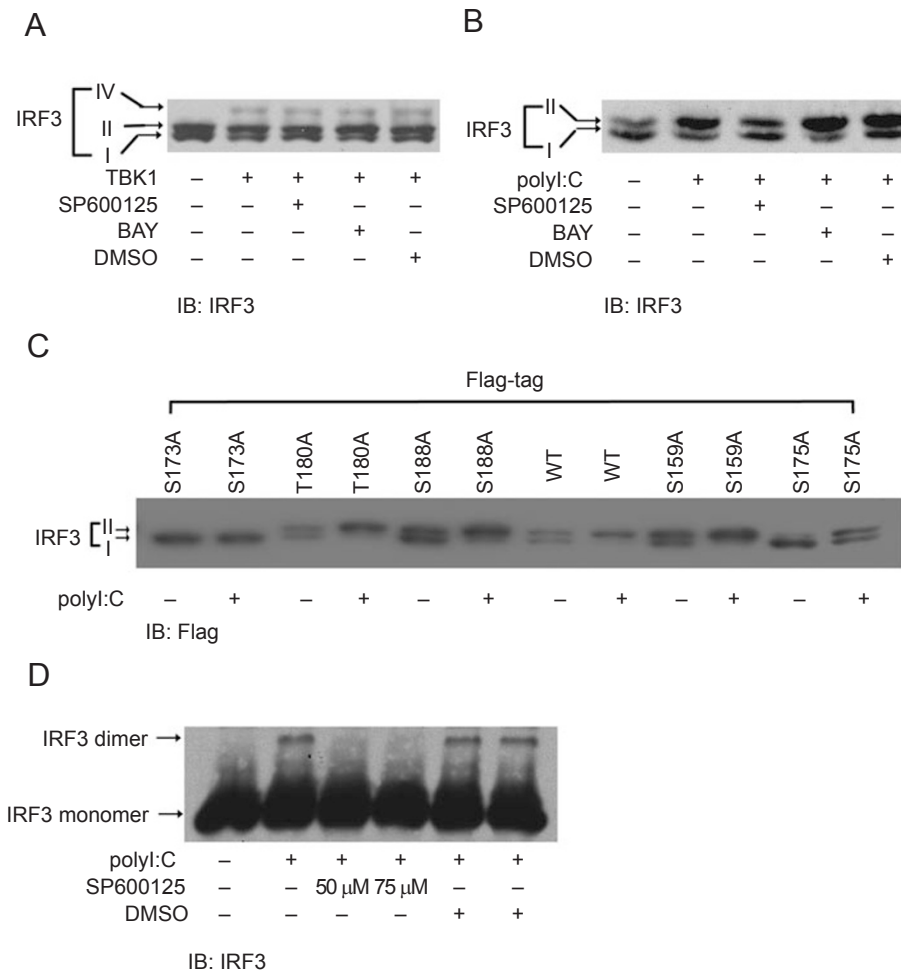 A
IV
IRF3
II
I
TBK1 – + + + +
SP600125 – – + – –
BAY – – – + –
DMSO – – – – +
IB: IRF3
B
II
IRF3
I
polyI:C – + + + +
SP600125 – – + – –
BAY – – – + –
DMSO – – – – +
IB: IRF3
C
Flag-tag
S173A S173A T180A T180A S188A S188A WT WT S159A S159A S175A S175A
IRF3 II
I
polyI:C – + – + – + – + – + – +
IB: Flag
D
IRF3 dimer
IRF3 monomer
polyI:C – + + + + +
SP600125 – – 50 μM 75 μM – –
DMSO – – – – + +
IB: IRF3